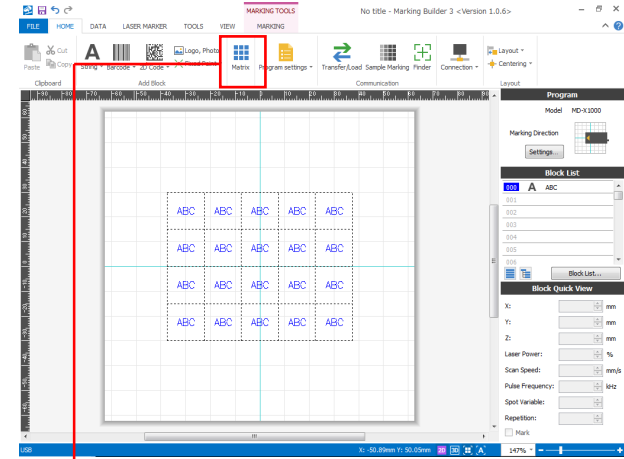 MARKING TOOLS
No title - Marking Builder 3 <Version 1.0.6>
FILE HOME DATA LASER MARKER TOOLS VIEW MARKING
Paste
Cut
Copy
Clipboard
String
Barcode
2D Code
Logo, Photo
Fixed Point
Add Block
Matrix
Program settings
Transfer/Load
Sample Marking
Finder
Communication
Connection
Layout
Centering
Layout
Program
Model MD-X1000
Marking Direction
Settings...
Block List
000 A ABC
001
002
003
004
005
006
Block List...
Block Quick View
X: mm
Y: mm
Z: mm
Laser Power: %
Scan Speed: mm/s
Pulse Frequency: kHz
Spot Variable:
Repetition:
Mark
ABC ABC ABC ABC ABC
ABC ABC ABC ABC ABC
ABC ABC ABC ABC ABC
ABC ABC ABC ABC ABC
USB
X: -50.89mm Y: 50.05mm 2D 3D A 147%